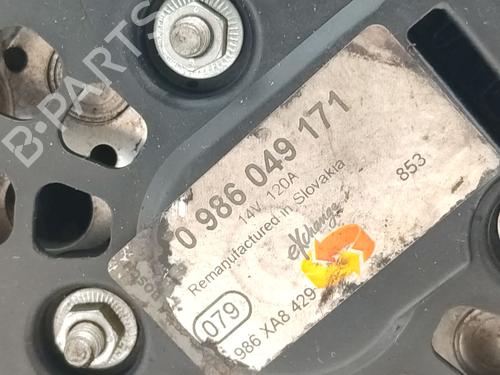 B-PARTS
0 986 049 171
14V 120A
Remanufactured in Slovakia
853
eXchange
079
986 XA8 429